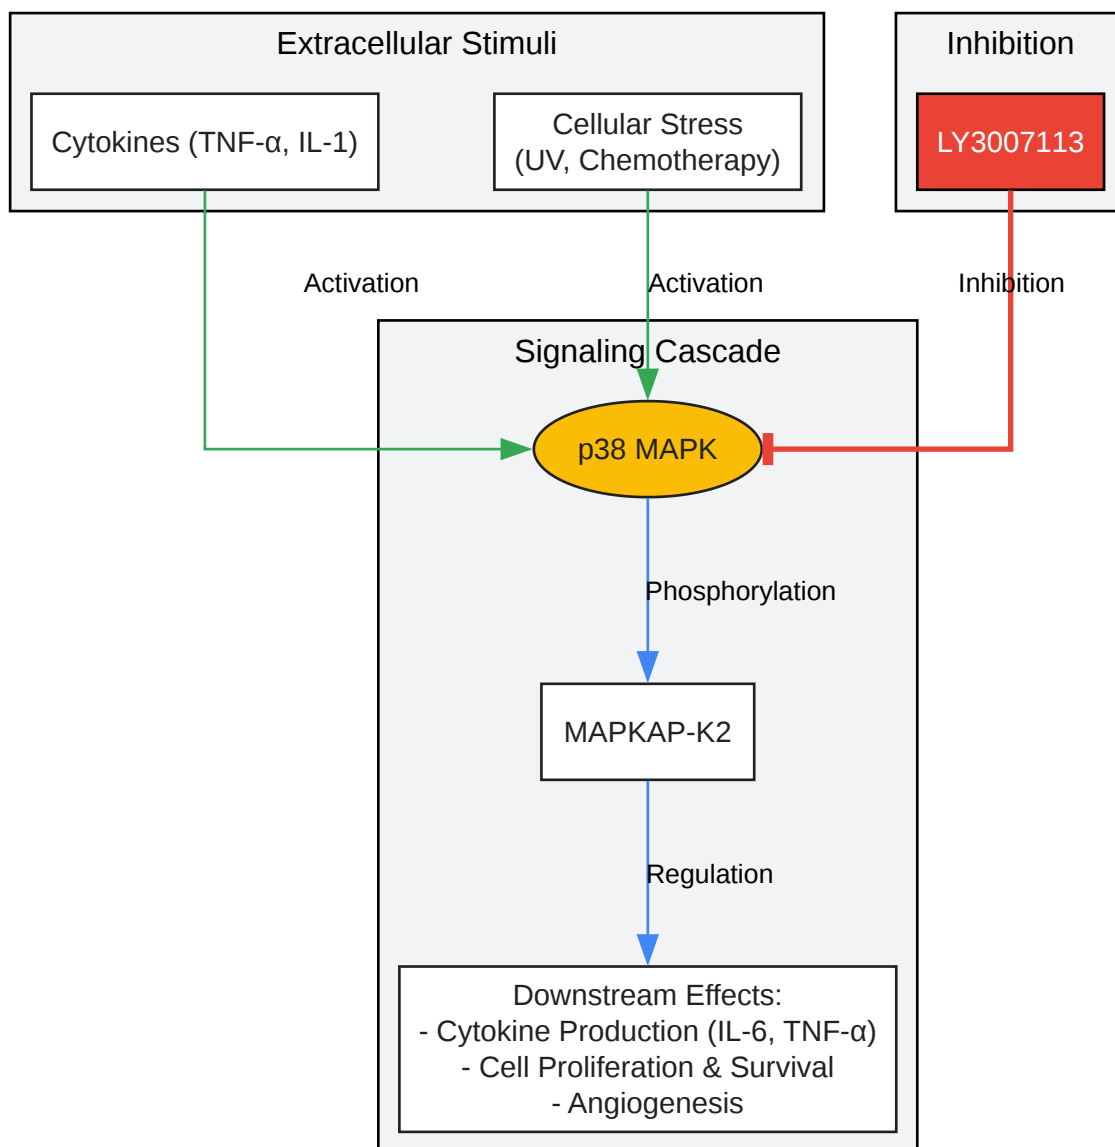 Extracellular Stimuli
Inhibition
Cytokines (TNF-α, IL-1)
Cellular Stress
(UV, Chemotherapy)
LY3007113
Activation
Activation
Inhibition
Signaling Cascade
p38 MAPK
Phosphorylation
MAPKAP-K2
Regulation
Downstream Effects:
- Cytokine Production (IL-6, TNF-α)
- Cell Proliferation & Survival
- Angiogenesis